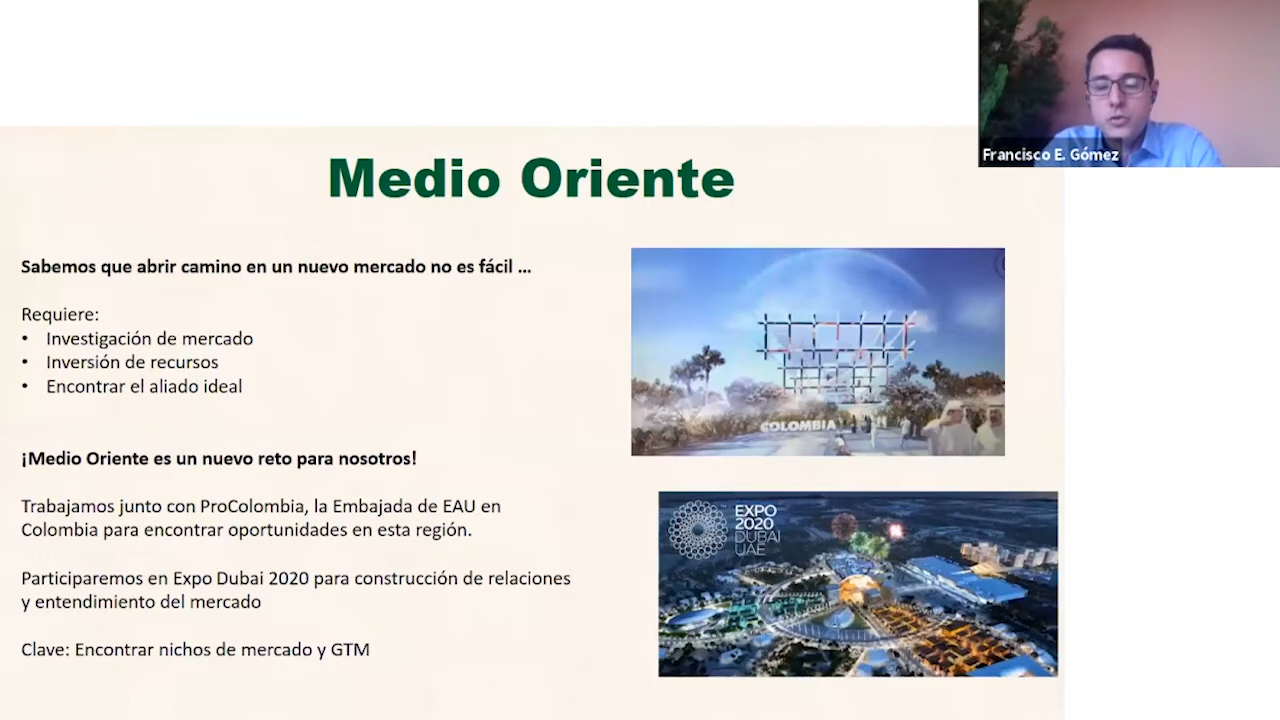 Francisco E. Gómez
Medio Oriente
Sabemos que abrir camino en un nuevo mercado no es fácil ...
Requiere:
• Investigación de mercado
• Inversión de recursos
• Encontrar el aliado ideal
¡Medio Oriente es un nuevo reto para nosotros!
Trabajamos junto con ProColombia, la Embajada de EAU en
Colombia para encontrar oportunidades en esta región.
Participaremos en Expo Dubai 2020 para construcción de relaciones
y entendimiento del mercado
Clave: Encontrar nichos de mercado y GTM
COLOMBIA
EXPO
2020
DUBAI
UAE